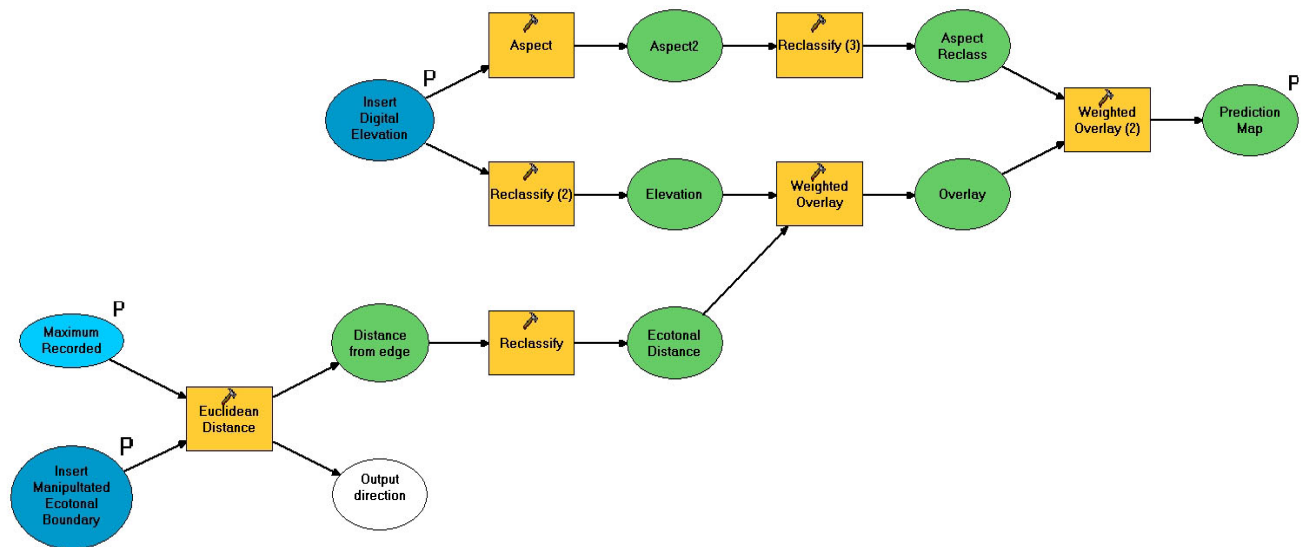 P
Insert
Digital
Elevation
Aspect
Aspect2
Reclassify (3)
Aspect
Reclass
Reclassify (2)
Elevation
Weighted
Overlay
Overlay
Weighted
Overlay (2)
P
Prediction
Map
P
Maximum
Recorded
P
Insert
Maniputated
Ecotonal
Boundary
Euclidean
Distance
Distance
from edge
Output
direction
Reclassify
Ecotonal
Distance